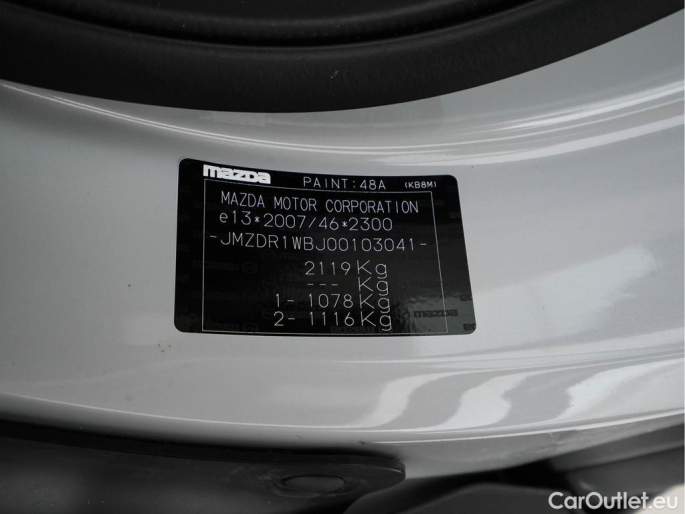 mazda PAINT:48A (KB8M)
MAZDA MOTOR CORPORATION
e13*2007/46*2300
-JMZDR1WBJ00103041-
2119Kg
--- Kg
1- 1078Kg
2- 1116Kg
mazda
CarOutlet.eu